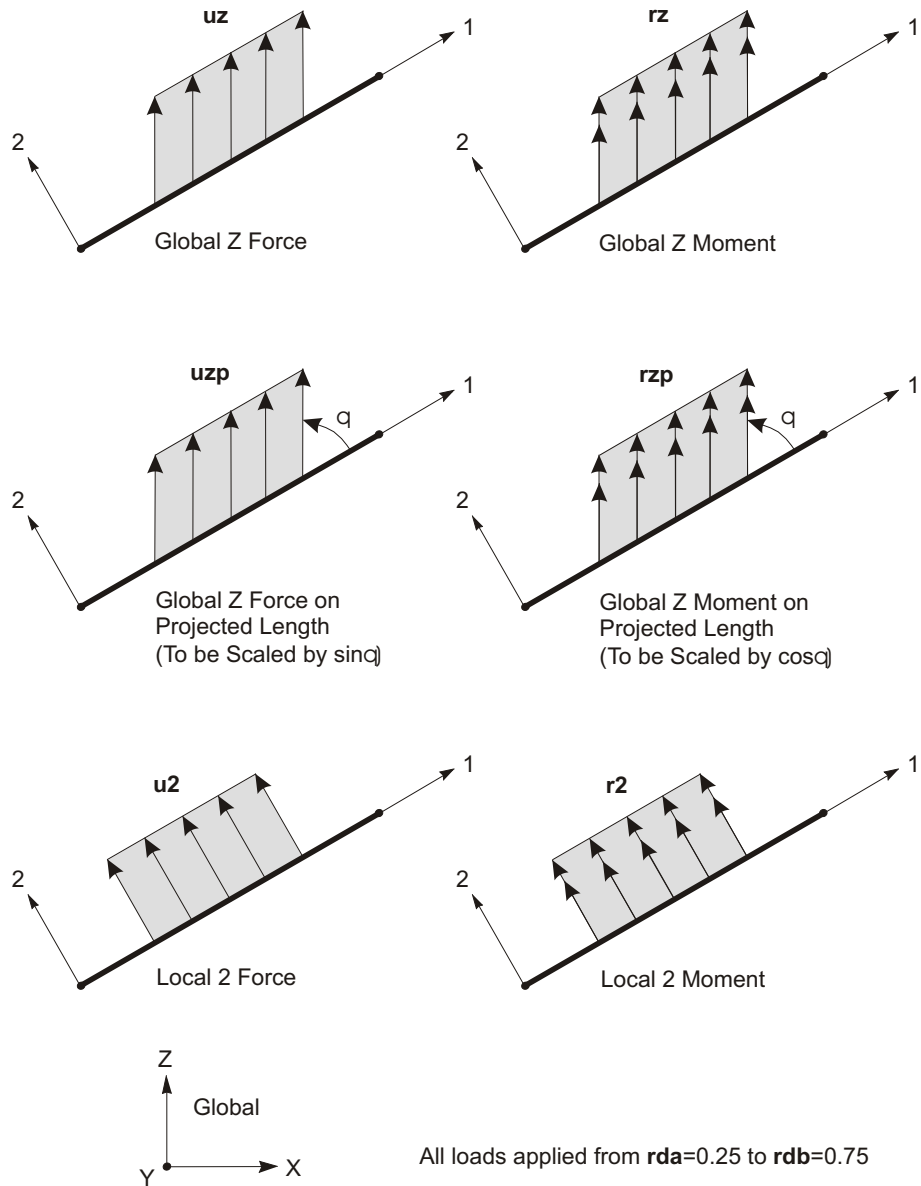 uz
1
2
Global Z Force
rz
1
2
Global Z Moment
uzp
q
1
2
Global Z Force on
Projected Length
(To be Scaled by sinq)
rzp
q
1
2
Global Z Moment on
Projected Length
(To be Scaled by cosq)
u2
1
2
Local 2 Force
r2
1
2
Local 2 Moment
Z
Global
Y
X
All loads applied from rda=0.25 to rdb=0.75